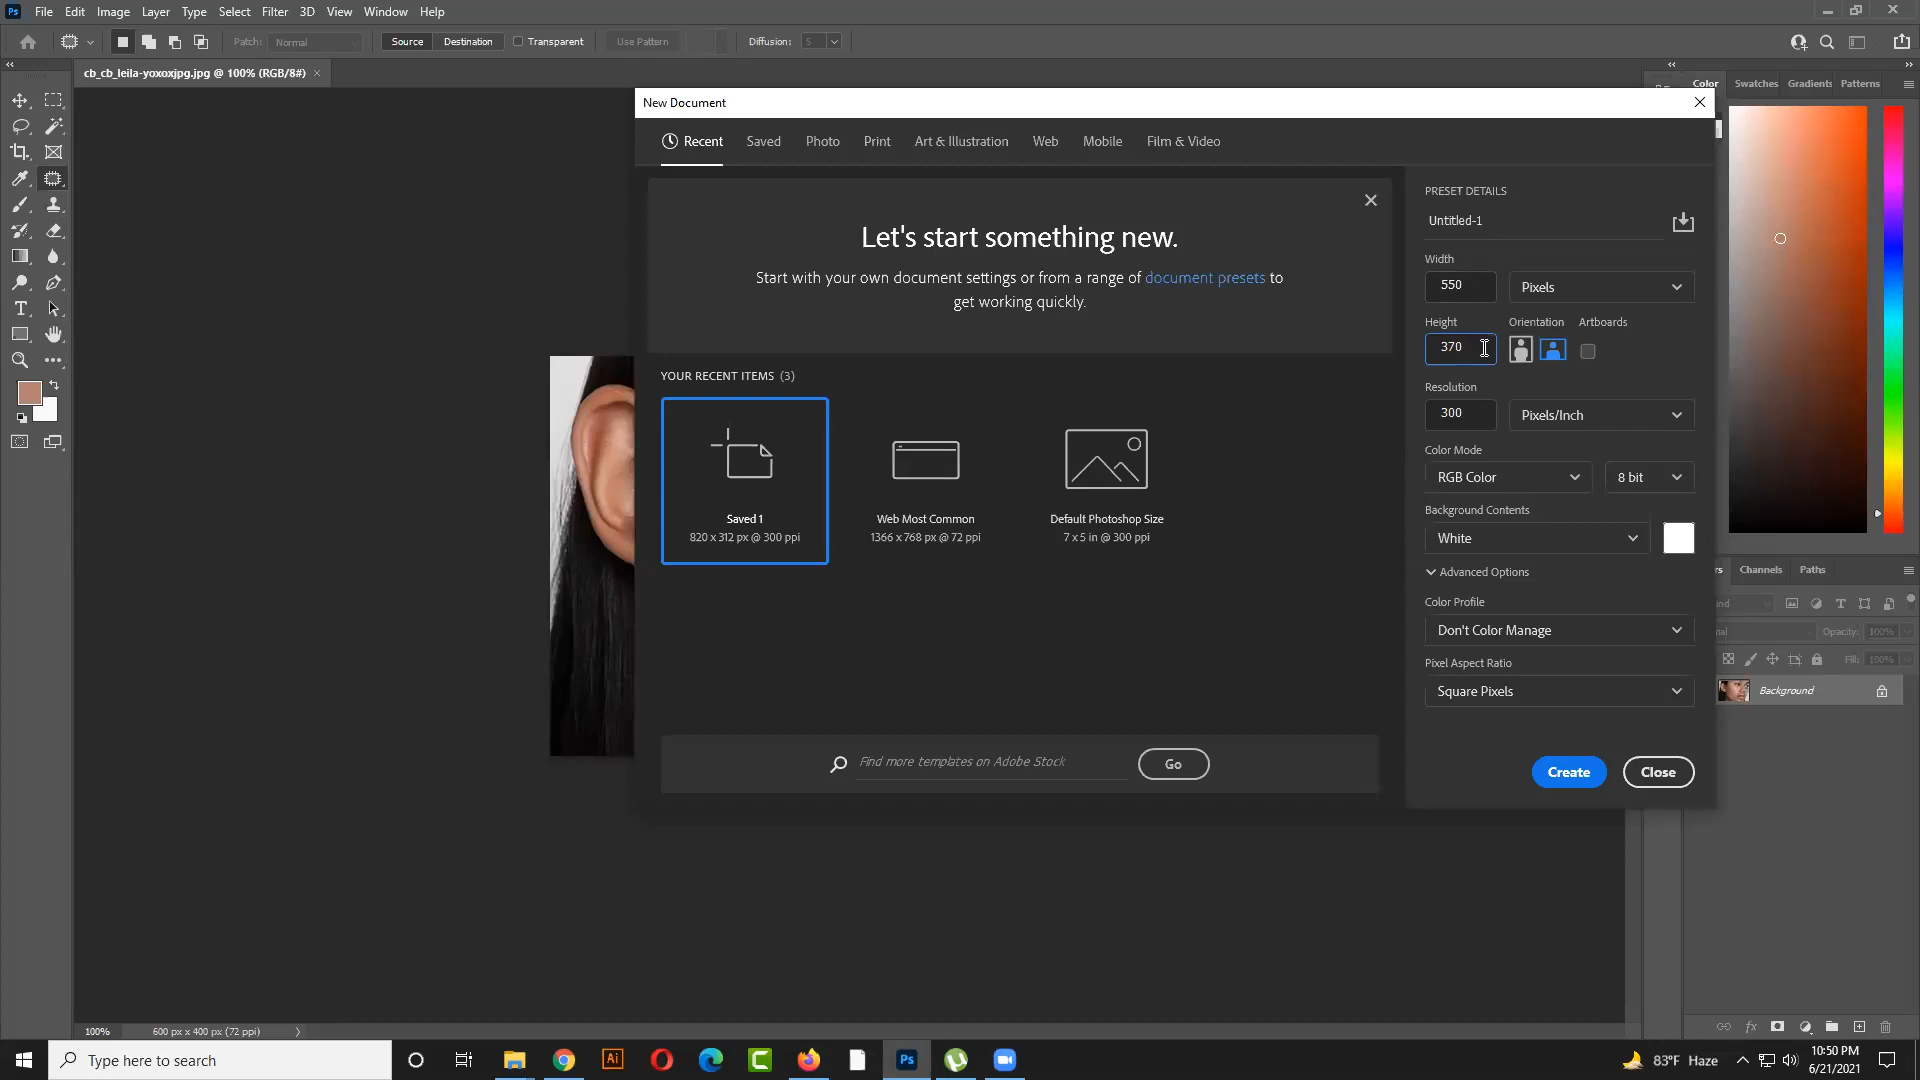 Ps File Edit Image Layer Type Select Filter 3D View Window Help
Patch: Normal Source Destination Transparent Use Pattern Diffusion: 5
cb_cb_leila-yoxoxjpg.jpg @ 100% (RGB/8#) ×
Color Swatches Gradients Patterns
New Document
Recent Saved Photo Print Art & Illustration Web Mobile Film & Video
Let's start something new.
Start with your own document settings or from a range of document presets to
get working quickly.
YOUR RECENT ITEMS (3)
Saved 1
820 x 312 px @ 300 ppi
Web Most Common
1366 x 768 px @ 72 ppi
Default Photoshop Size
7 x 5 in @ 300 ppi
Find more templates on Adobe Stock Go
PRESET DETAILS
Untitled-1
Width
550 Pixels
Height Orientation Artboards
370
Resolution
300 Pixels/Inch
Color Mode
RGB Color 8 bit
Background Contents
White
Advanced Options
Color Profile
Don't Color Manage
Pixel Aspect Ratio
Square Pixels
Create Close
Channels Paths
Opacity: 100%
Fill: 100%
Background
100% 600 px x 400 px (72 ppi)
Type here to search
Ai
Ps
83°F Haze
10:50 PM
6/21/2021